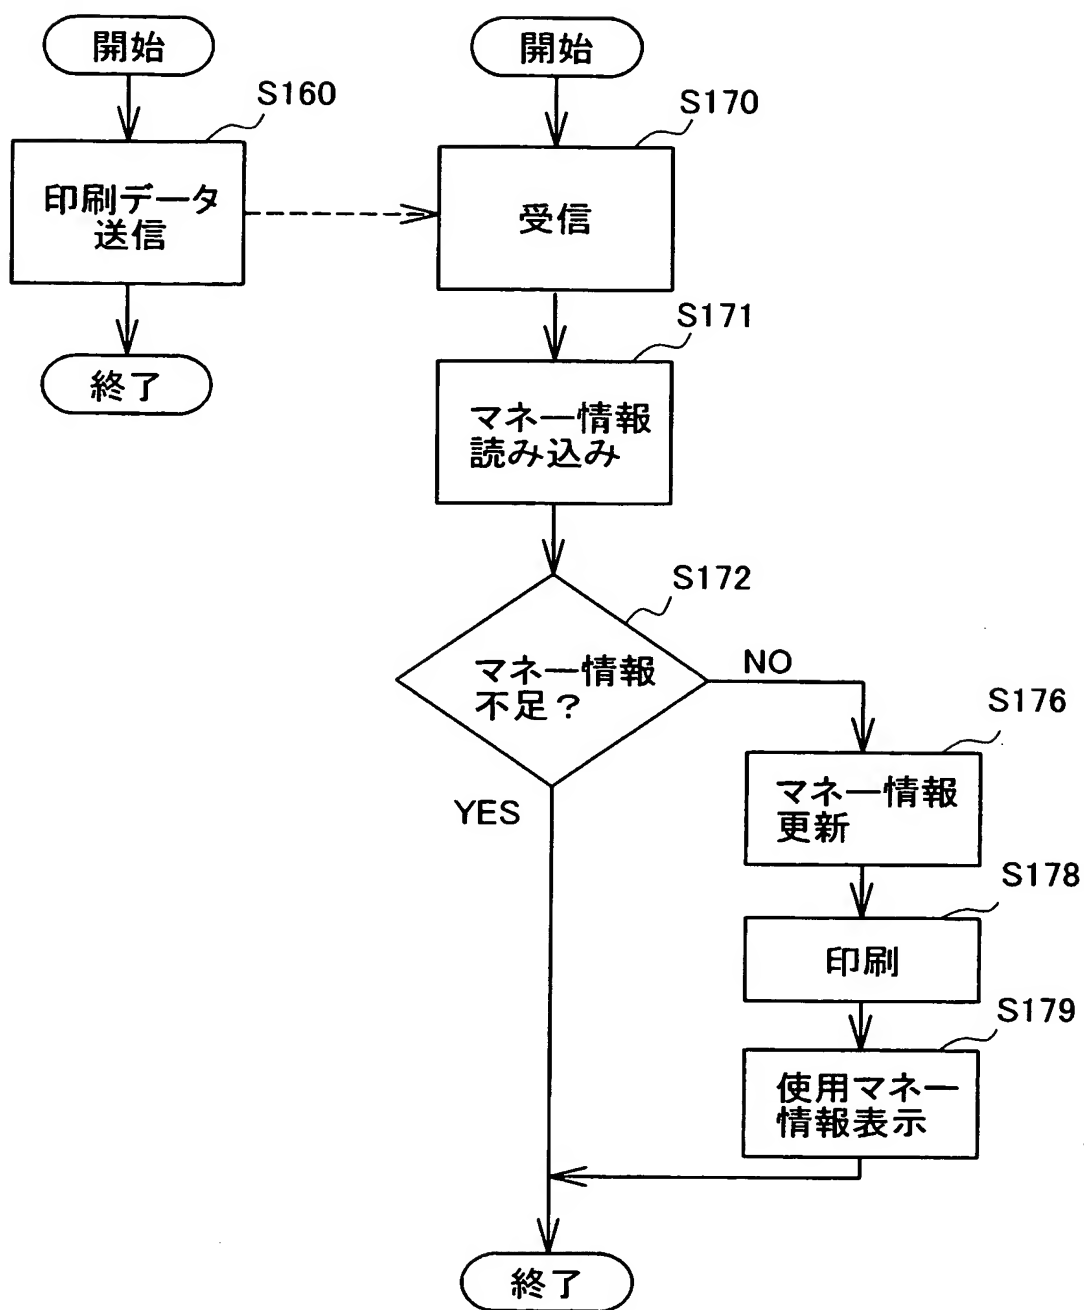 開始
S160
印刷データ
送信
終了
開始
S170
受信
S171
マネー情報
読み込み
S172
マネー情報
不足？
NO
YES
S176
マネー情報
更新
S178
印刷
S179
使用マネー
情報表示
終了